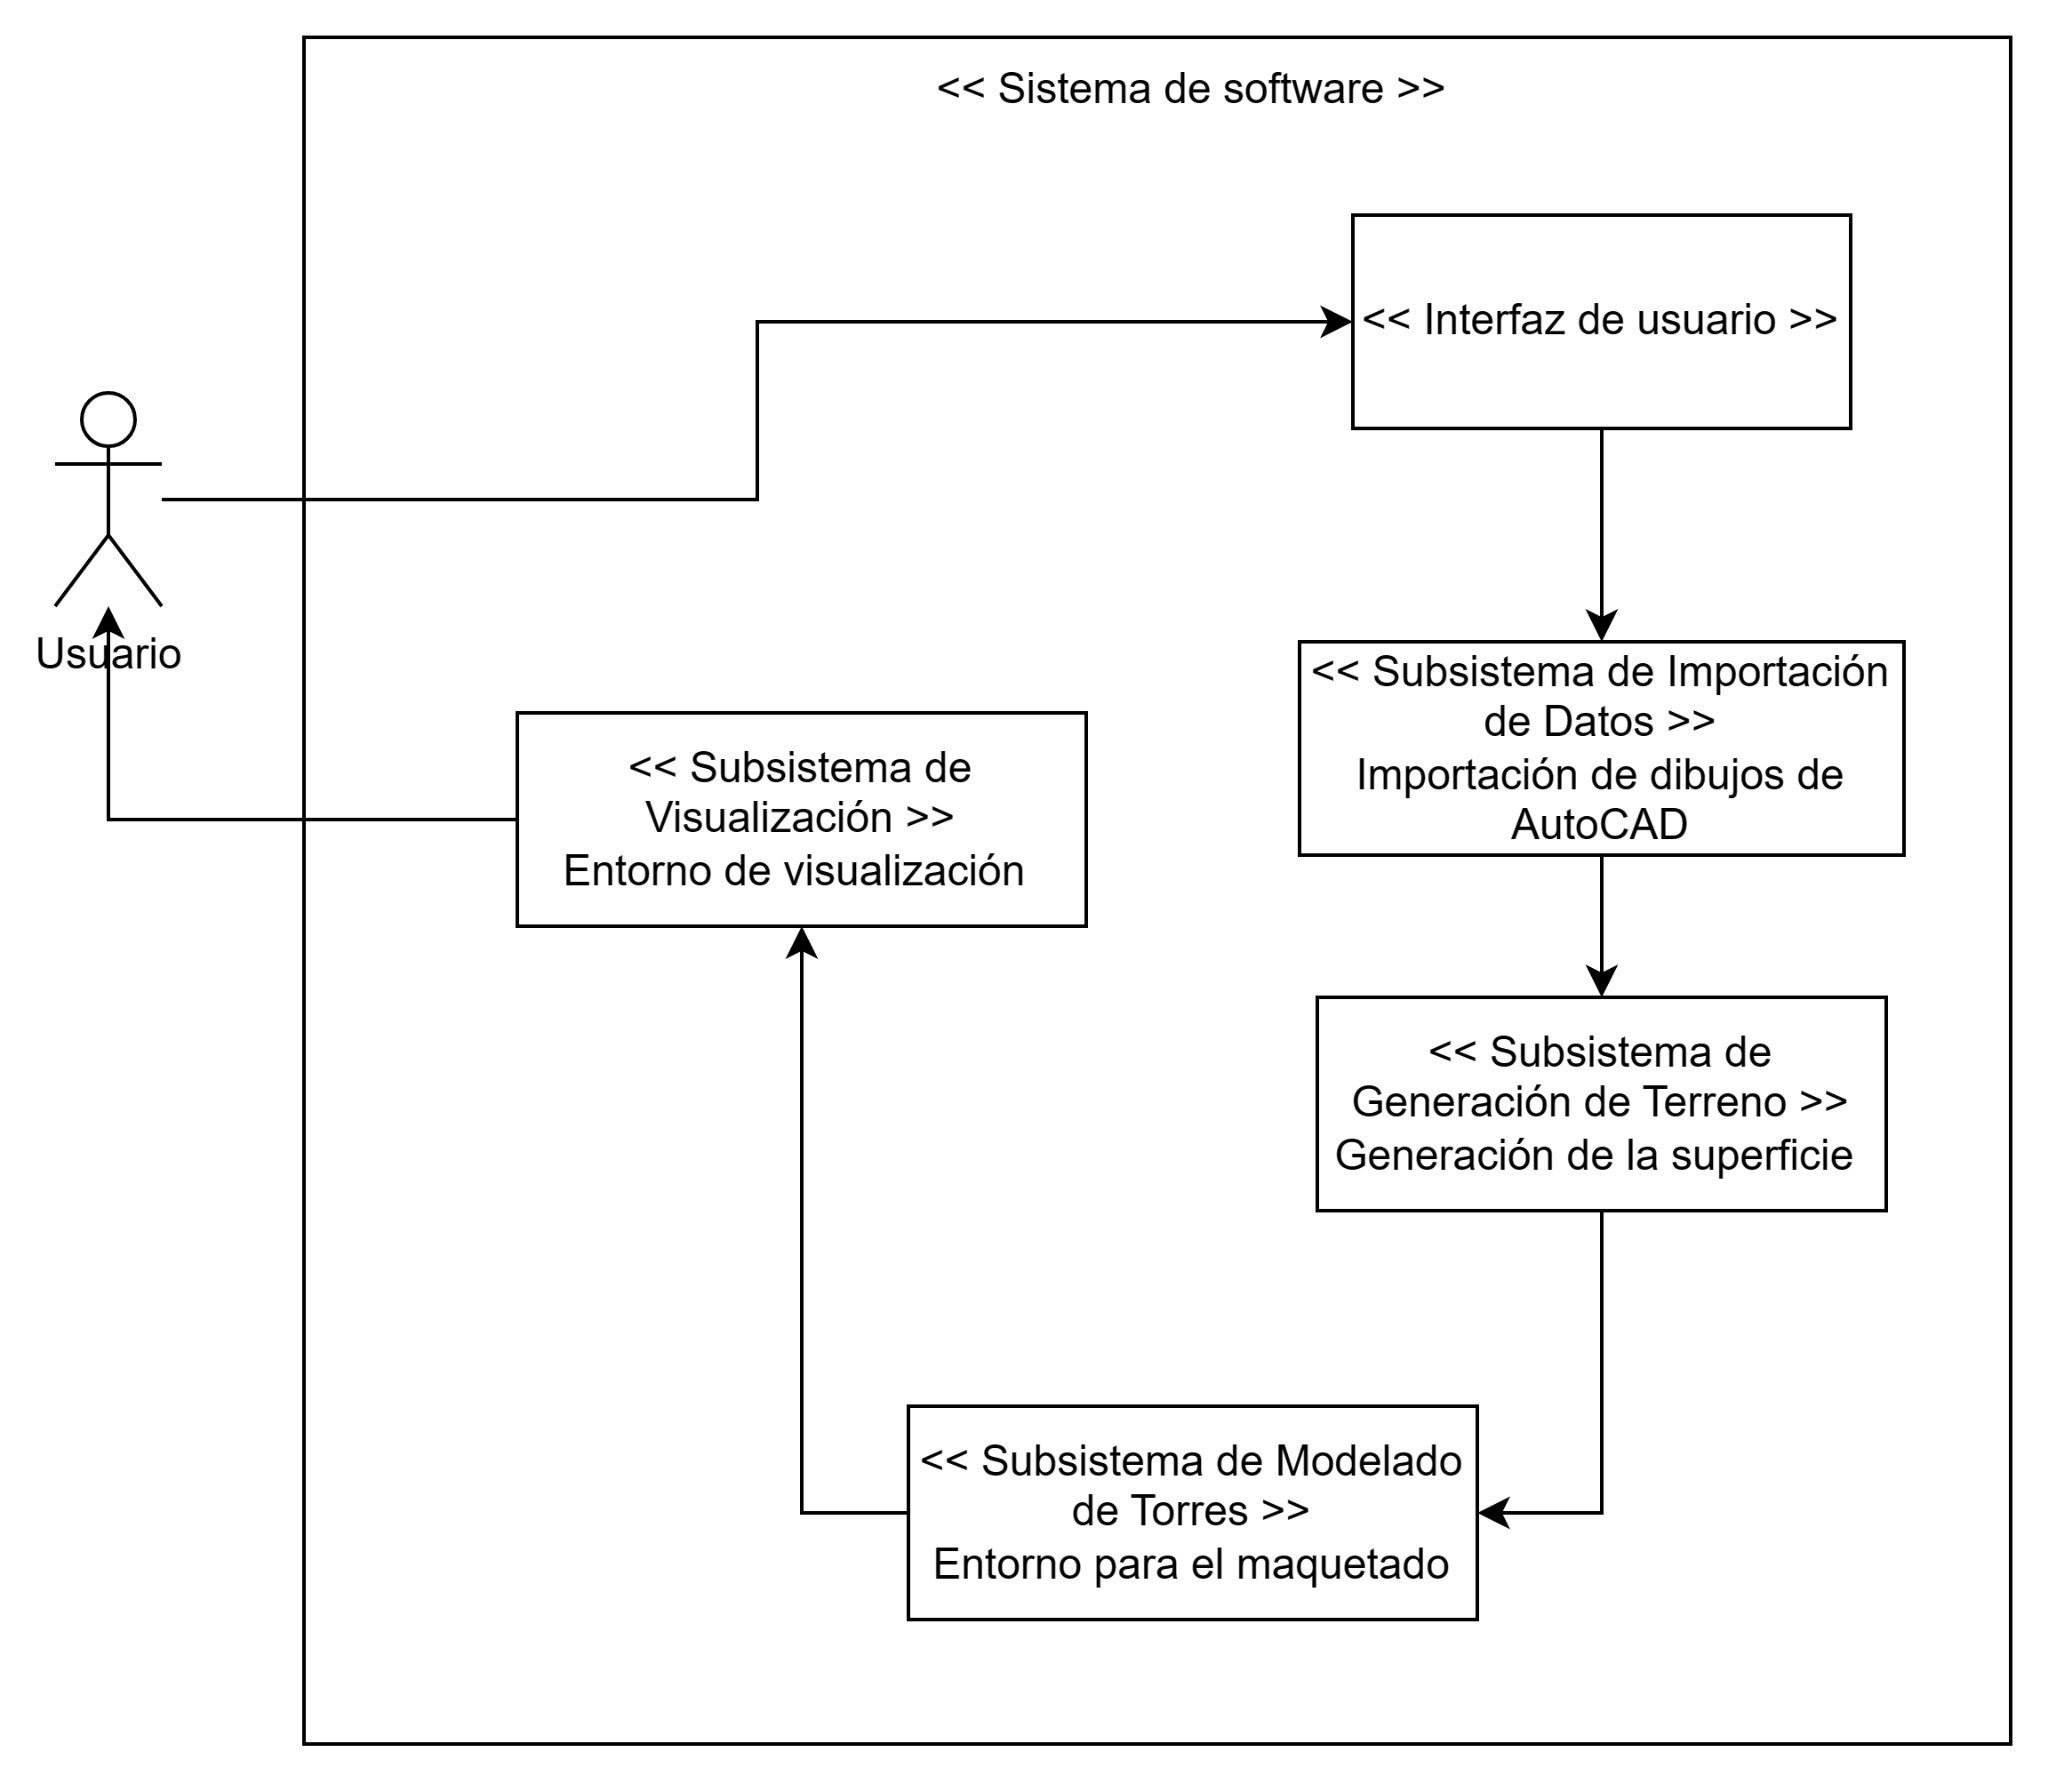 << Sistema de software >>
<< Interfaz de usuario >>
Usuario
<< Subsistema de Importación
de Datos >>
Importación de dibujos de
AutoCAD
<< Subsistema de
Visualización >>
Entorno de visualización
<< Subsistema de
Generación de Terreno >>
Generación de la superficie
<< Subsistema de Modelado
de Torres >>
Entorno para el maquetado